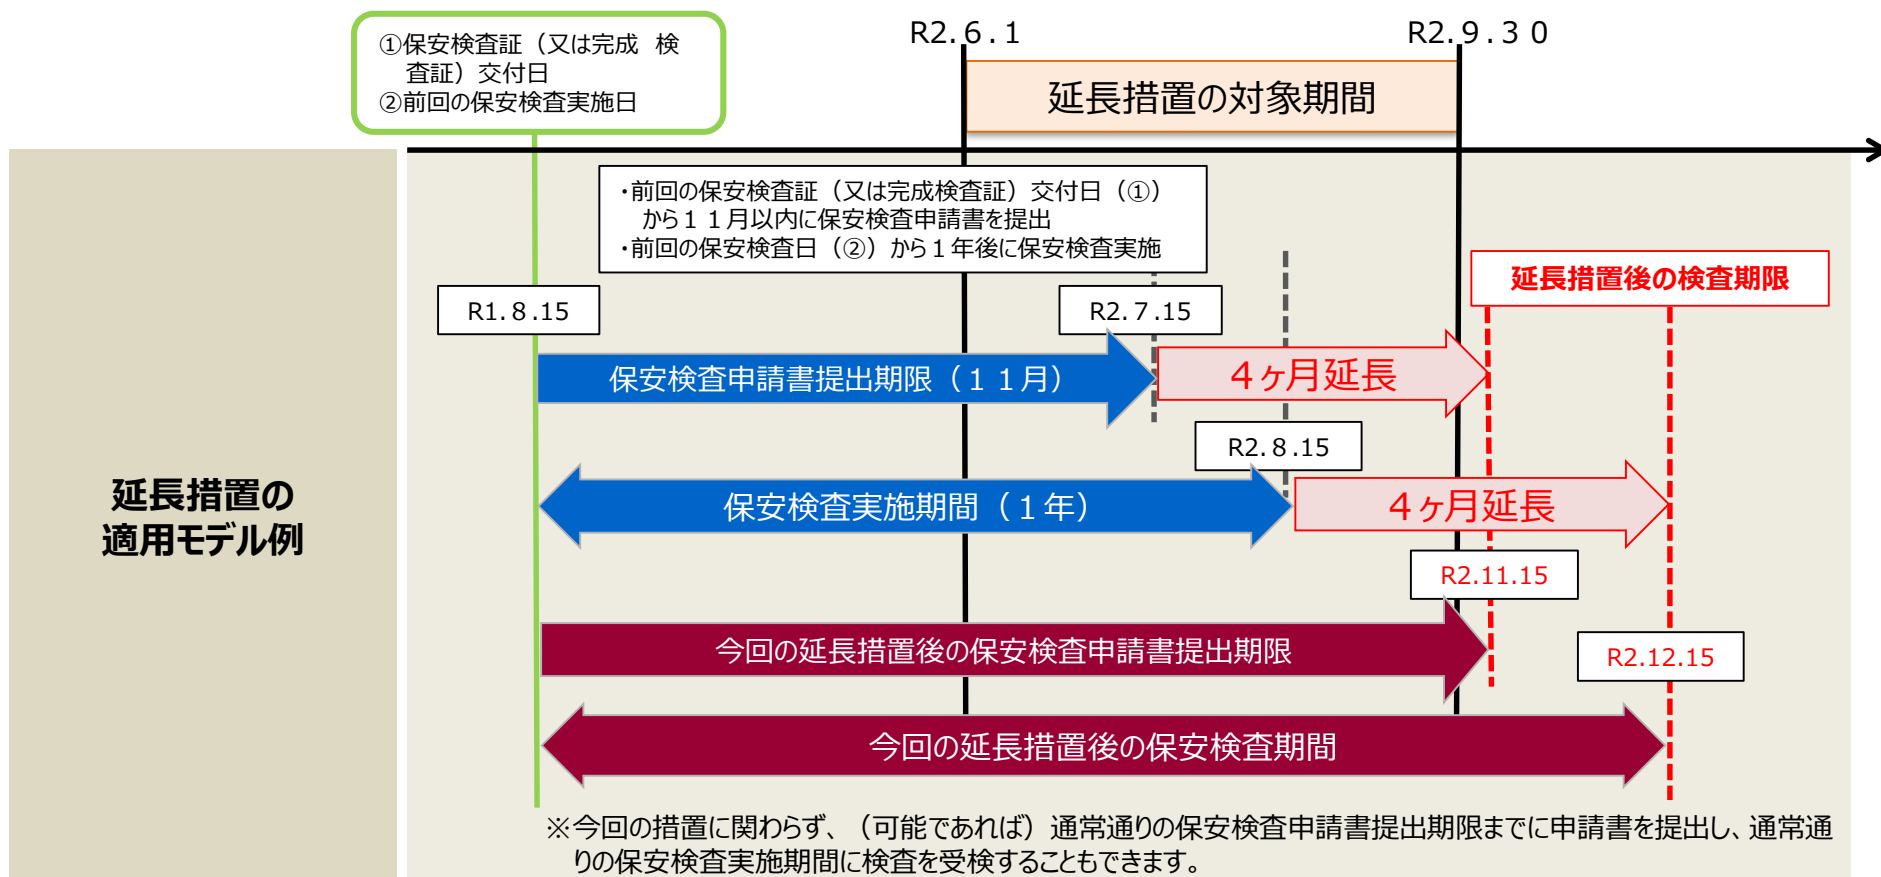 ①保安検査証（又は完成 検
査証）交付日
②前回の保安検査実施日
R2.６.１
R2.９.３０
延長措置の対象期間
・前回の保安検査証（又は完成検査証）交付日（①）
から１１月以内に保安検査申請書を提出
・前回の保安検査日（②）から１年後に保安検査実施
延長措置後の検査期限
R1.８.15
R2.７.15
保安検査申請書提出期限（１１月）
４ヶ月延長
R2.８.15
延長措置の
適用モデル例
保安検査実施期間（１年）
４ヶ月延長
R2.11.15
今回の延長措置後の保安検査申請書提出期限
R2.12.15
今回の延長措置後の保安検査期間
※今回の措置に関わらず、（可能であれば）通常通りの保安検査申請書提出期限までに申請書を提出し、通常通
りの保安検査実施期間に検査を受検することもできます。